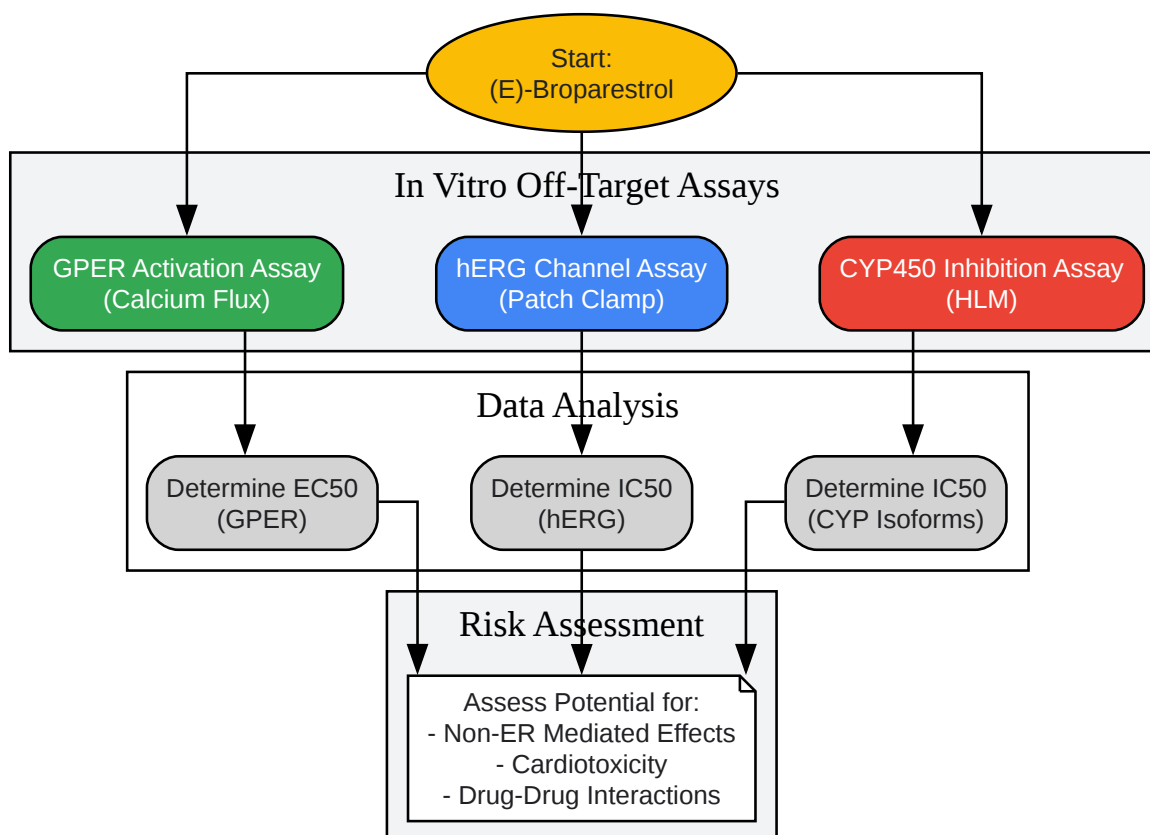 Start:
(E)-Broparestrol
In Vitro Off-Target Assays
GPER Activation Assay
(Calcium Flux)
hERG Channel Assay
(Patch Clamp)
CYP450 Inhibition Assay
(HLM)
Data Analysis
Determine EC50
(GPER)
Determine IC50
(hERG)
Determine IC50
(CYP Isoforms)
Risk Assessment
Assess Potential for:
- Non-ER Mediated Effects
- Cardiotoxicity
- Drug-Drug Interactions